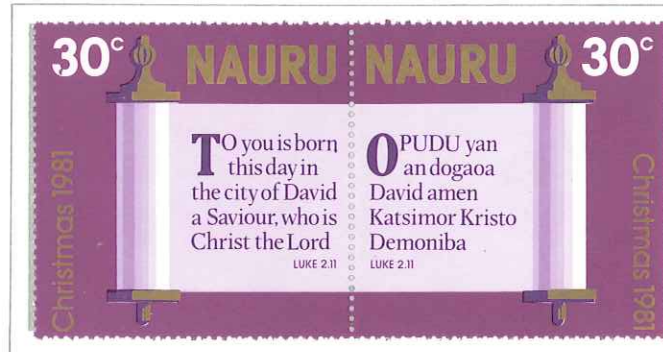 30c NAURU
Christmas 1981
TO you is born
this day in
the city of David
a Saviour, who is
Christ the Lord
LUKE 2.11
NAURU 30c
OPUDU yan
an dogaoa
David amen
Katsimor Kristo
Demoniba
LUKE 2.11
Christmas 1981